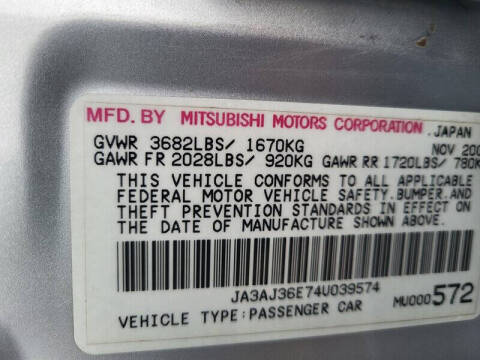 MFD. BY MITSUBISHI MOTORS CORPORATION. JAPAN
GVWR 3682LBS/ 1670KG NOV
GAWR FR 2028LBS/ 920KG GAWR RR 1720LBS/ 780K
THIS VEHICLE CONFORMS TO ALL APPLICABLE
FEDERAL MOTOR VEHICLE SAFETY.BUMPER.AND
THEFT PREVENTION STANDARDS IN EFFECT ON
THE DATE OF MANUFACTURE SHOWN ABOVE.
JA3AJ36E74U039574
VEHICLE TYPE:PASSENGER CAR MU000572